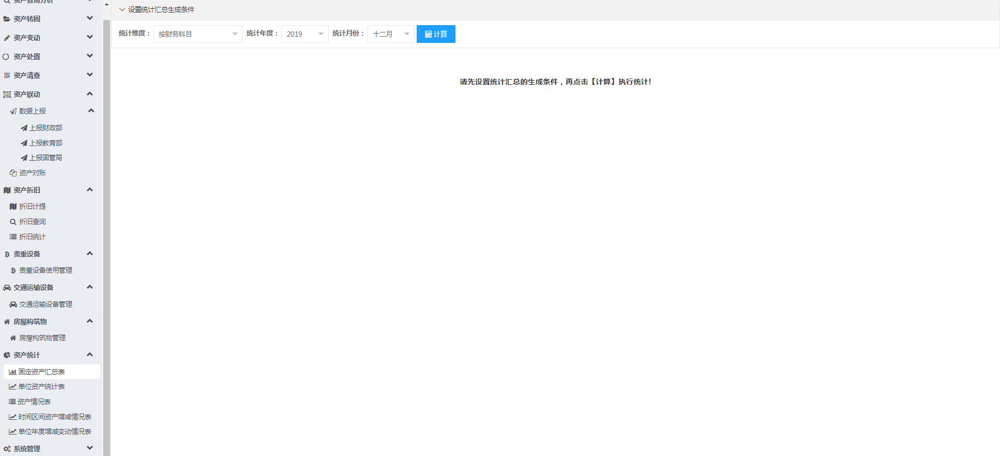 资产查询分析
资产转固
资产变动
资产处置
资产清查
资产联动
数据上报
上报财政部
上报教育部
上报国管局
资产对账
资产折旧
折旧计提
折旧查询
折旧统计
贵重设备
贵重设备使用管理
交通运输设备
交通运输设备管理
房屋构筑物
房屋构筑物管理
资产统计
固定资产汇总表
单位资产统计表
资产情况表
时间区间资产增减情况表
单位年度增减变动情况表
系统管理
设置统计汇总生成条件
统计维度： 按财务科目 统计年度： 2019 统计月份： 十二月 计算
请先设置统计汇总的生成条件，再点击【计算】执行统计!